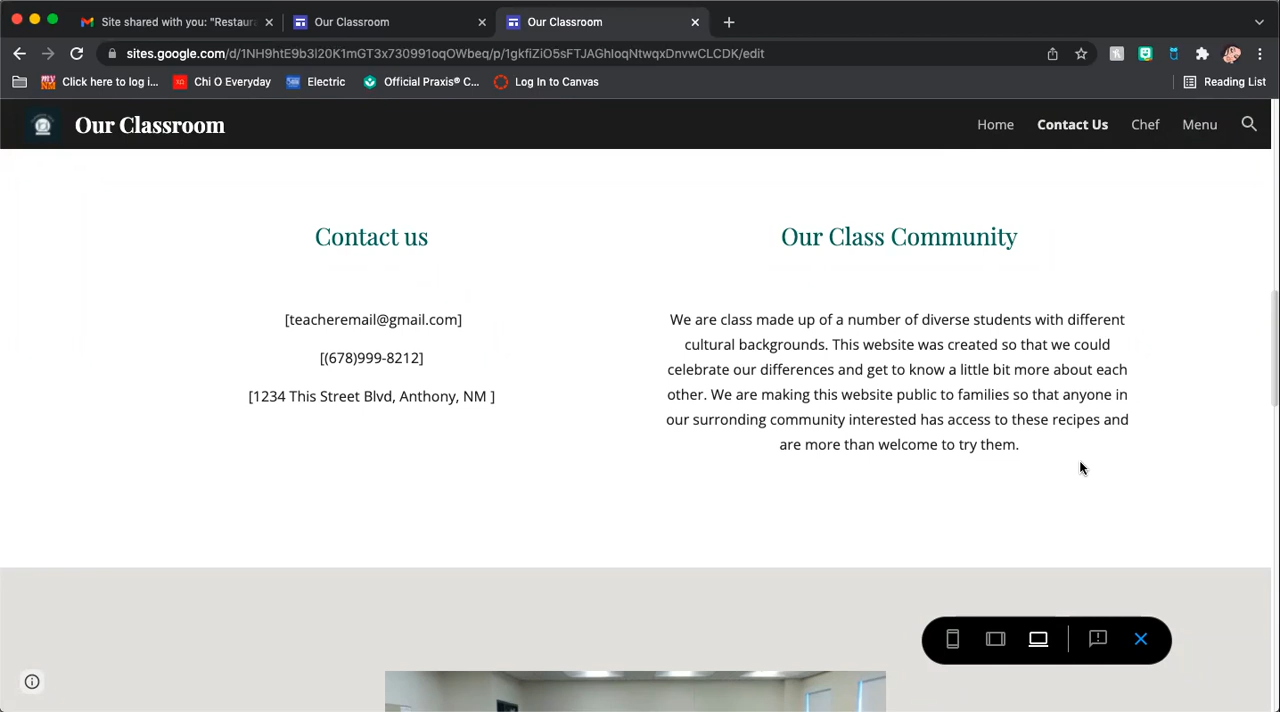 Site shared with you: "Restaur
Our Classroom
Our Classroom
sites.google.com/d/1NH9htE9b3l20K1mGT3x730991oqOWbeq/p/1gkfiZiO5sFTJAGhIoqNtwqxDnvwCLCDK/edit
Click here to log i...
Chi O Everyday
Electric
Official Praxis® C...
Log In to Canvas
Reading List
Our Classroom
Home
Contact Us
Chef
Menu
Contact us
[teacheremail@gmail.com]
[(678)999-8212]
[1234 This Street Blvd, Anthony, NM ]
Our Class Community
We are class made up of a number of diverse students with different
cultural backgrounds. This website was created so that we could
celebrate our differences and get to know a little bit more about each
other. We are making this website public to families so that anyone in
our surronding community interested has access to these recipes and
are more than welcome to try them.